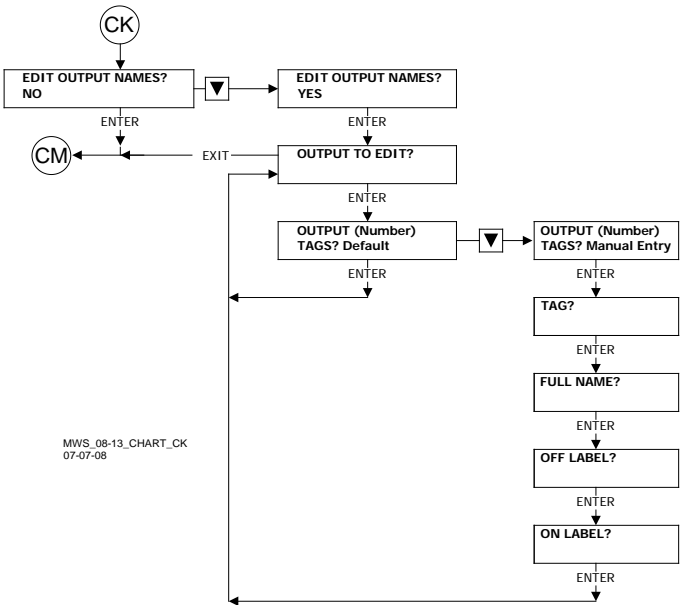 CK
EDIT OUTPUT NAMES?
NO
EDIT OUTPUT NAMES?
YES
ENTER
ENTER
CM
EXIT
OUTPUT TO EDIT?
ENTER
OUTPUT (Number)
TAGS? Default
OUTPUT (Number)
TAGS? Manual Entry
ENTER
ENTER
TAG?
ENTER
FULL NAME?
ENTER
MWS_08-13_CHART_CK
07-07-08
OFF LABEL?
ENTER
ON LABEL?
ENTER